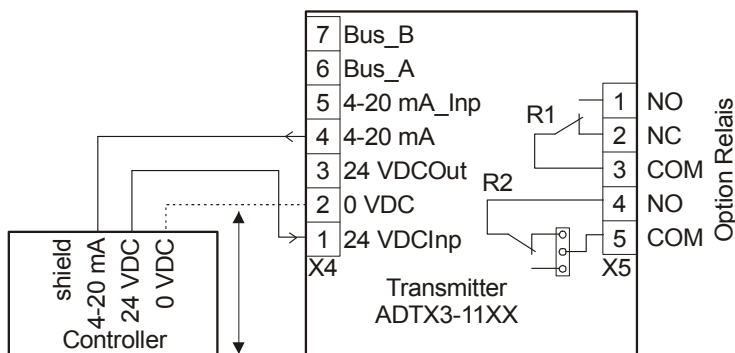 7 Bus_B
6 Bus_A
5 4-20 mA_Inp
4 4-20 mA
3 24 VDCOut
2 0 VDC
1 24 VDCInp
X4
R1
R2
1 NO
2 NC
3 COM
4 NO
5 COM
X5
Option Relais
Transmitter
ADTX3-11XX
shield
4-20 mA
24 VDC
0 VDC
Controller